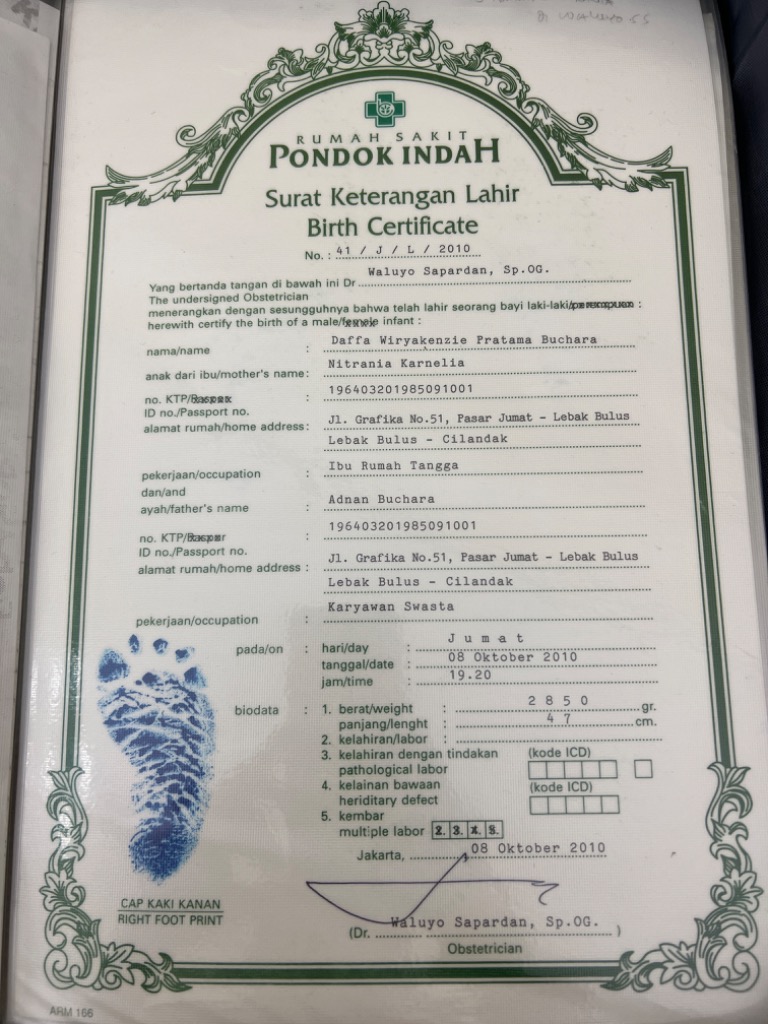 RUMAH SAKIT
PONDOK INDAH
Surat Keterangan Lahir
Birth Certificate
No. : 41 / J / L / 2010
Yang bertanda tangan di bawah ini Dr Waluyo Sapardan, Sp.OG.
The undersigned Obstetrician
menerangkan dengan sesungguhnya bahwa telah lahir seorang bayi laki-laki/perempuan :
herewith certify the birth of a male/female infant :
nama/name : Daffa Wiryakenzie Pratama Buchara
anak dari ibu/mother's name : Nitrania Karnelia
no. KTP/Paspor : 196403201985091001
ID no./Passport no.
alamat rumah/home address : Jl. Grafika No.51, Pasar Jumat - Lebak Bulus
Lebak Bulus - Cilandak
pekerjaan/occupation : Ibu Rumah Tangga
dan/and
ayah/father's name : Adnan Buchara
no. KTP/Paspor : 196403201985091001
ID no./Passport no.
alamat rumah/home address : Jl. Grafika No.51, Pasar Jumat - Lebak Bulus
Lebak Bulus - Cilandak
pekerjaan/occupation : Karyawan Swasta
pada/on : hari/day : Jumat
tanggal/date : 08 Oktober 2010
jam/time : 19.20
biodata : 1. berat/weight : 2850 gr.
panjang/lenght : 47 cm.
2. kelahiran/labor :
3. kelahiran dengan tindakan (kode ICD)
pathological labor
4. kelainan bawaan (kode ICD)
heriditary defect
5. kembar
multiple labor 2. 3. 4. 5.
Jakarta, 08 Oktober 2010
CAP KAKI KANAN
RIGHT FOOT PRINT
(Dr. Waluyo Sapardan, Sp.OG. )
Obstetrician
ARM 166